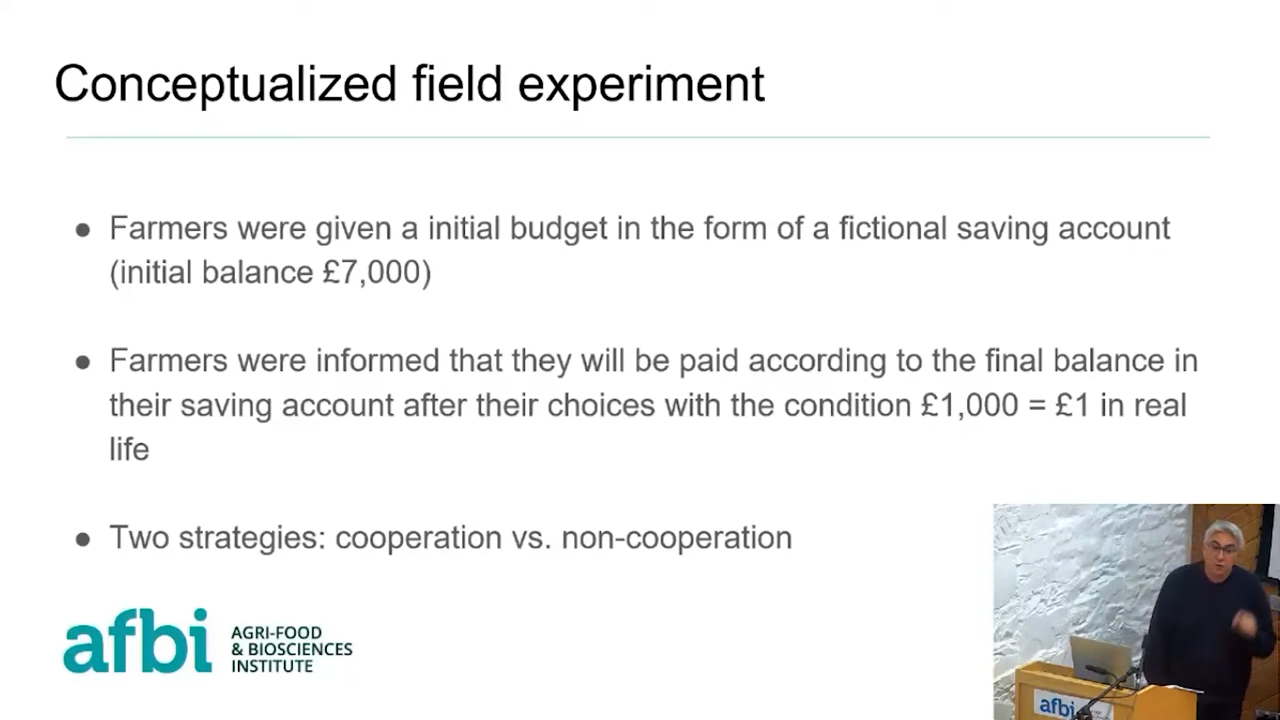 Conceptualized field experiment
● Farmers were given a initial budget in the form of a fictional saving account
(initial balance £7,000)
● Farmers were informed that they will be paid according to the final balance in
their saving account after their choices with the condition £1,000 = £1 in real
life
● Two strategies: cooperation vs. non-cooperation
afbi
AGRI-FOOD
& BIOSCIENCES
INSTITUTE
afbi